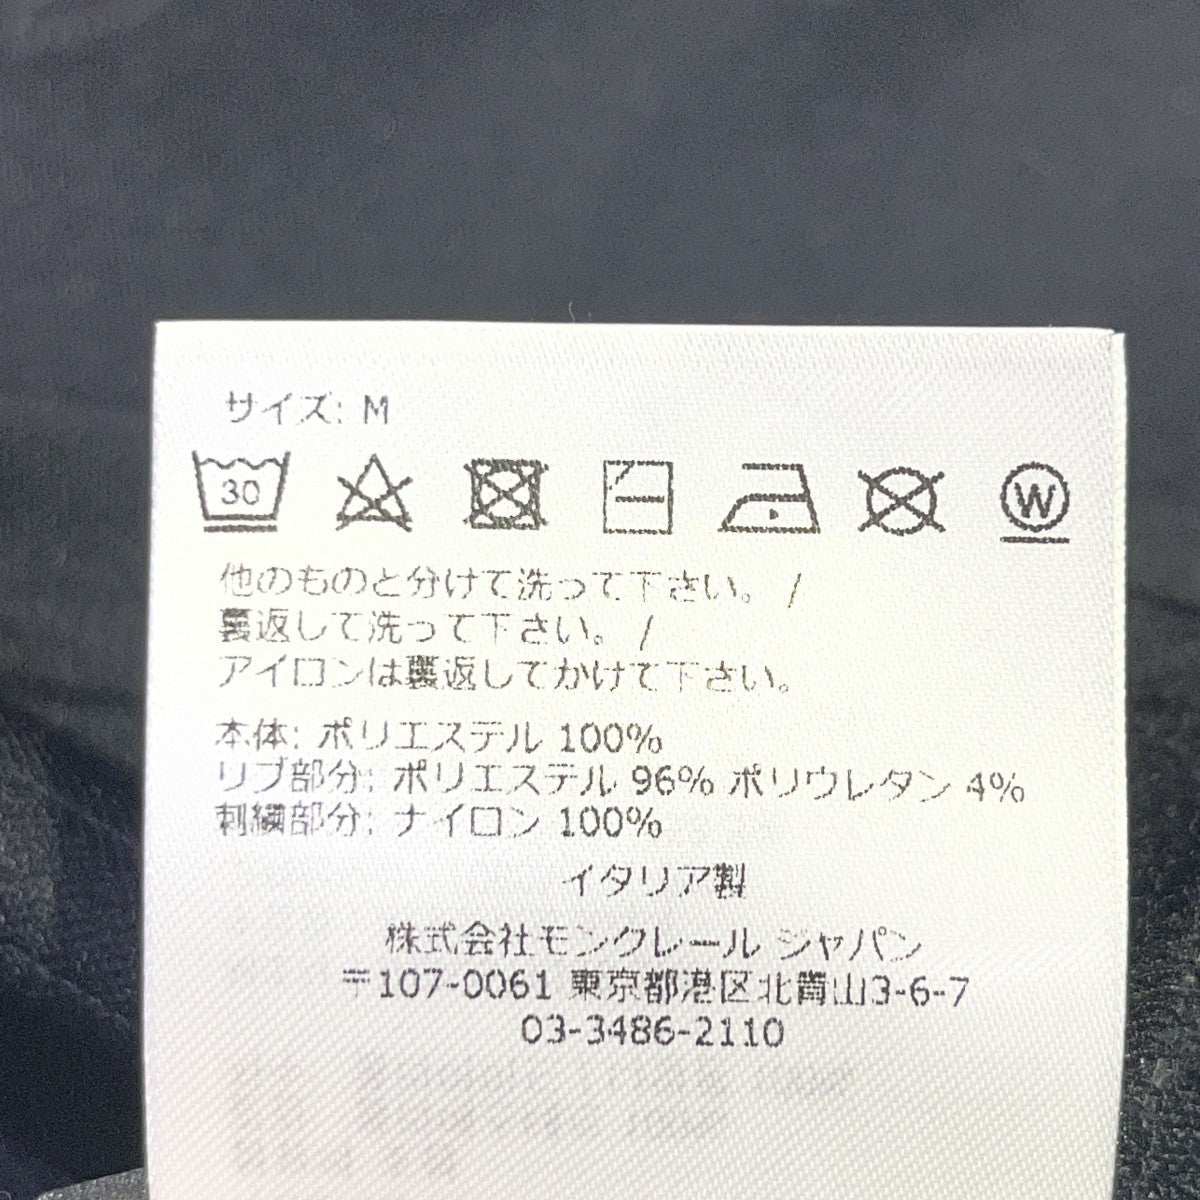 サイズ: M
30
W
他のものと分けて洗って下さい。 /
裏返して洗って下さい。 /
アイロンは裏返してかけて下さい。
本体: ポリエステル 100%
リブ部分: ポリエステル 96% ポリウレタン 4%
刺繍部分: ナイロン 100%
イタリア製
株式会社モンクレール ジャパン
〒107-0061 東京都港区北青山3-6-7
03-3486-2110